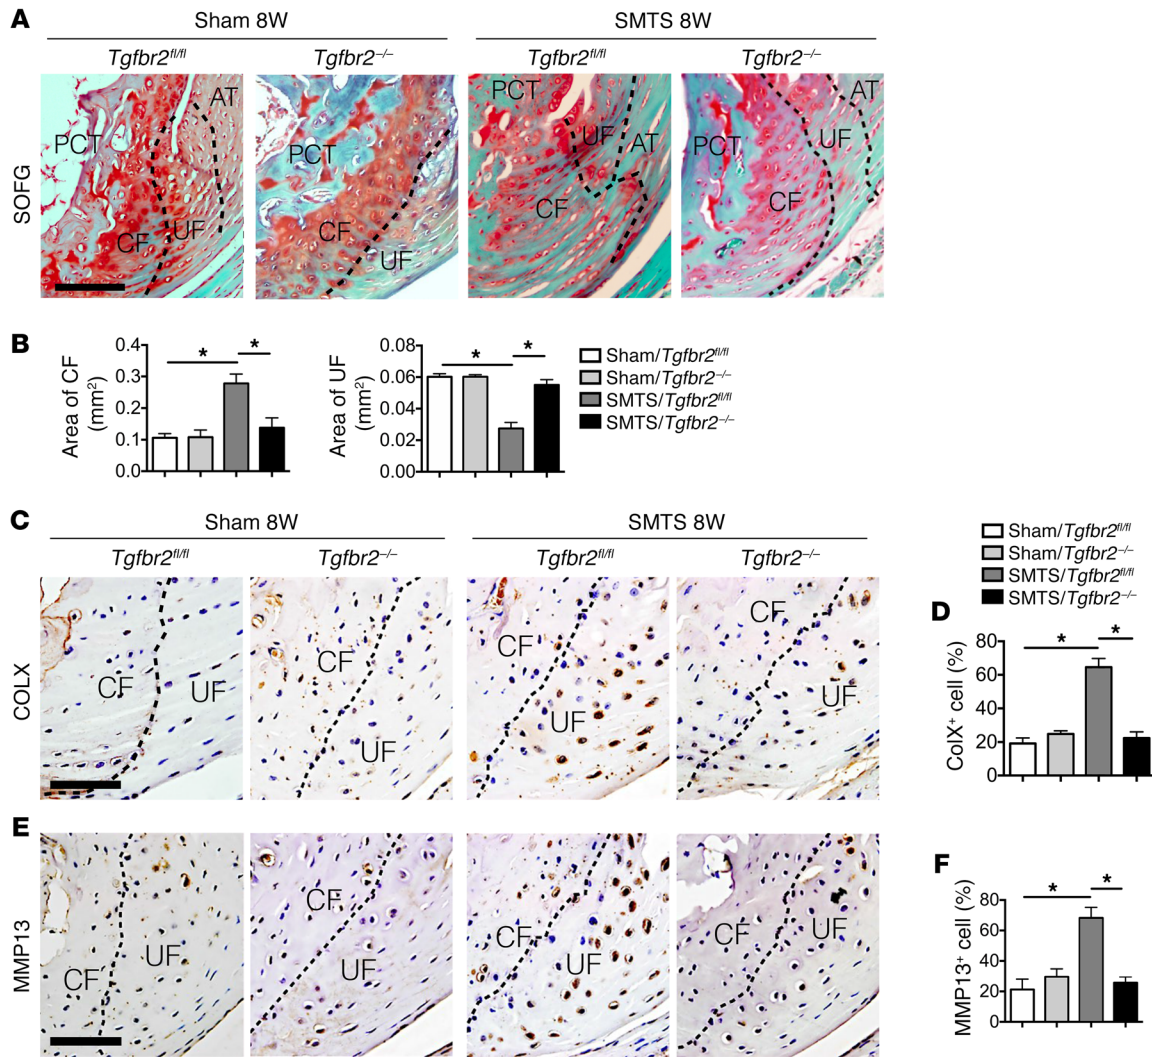 A
Sham 8W
SMTS 8W
Tgfbr2fl/fl
Tgfbr2−/−
Tgfbr2fl/fl
Tgfbr2−/−
SOFG
PCT
AT
CF
UF
PCT
CF
UF
PCT
UF
AT
CF
AT
UF
PCT
CF
B
Area of CF
(mm2)
0.4
0.3
0.2
0.1
0.0
*
*
Area of UF
(mm2)
0.08
0.06
0.04
0.02
0.00
*
*
Sham/Tgfbr2fl/fl
Sham/Tgfbr2−/−
SMTS/Tgfbr2fl/fl
SMTS/Tgfbr2−/−
C
Sham 8W
SMTS 8W
Tgfbr2fl/fl
Tgfbr2−/−
Tgfbr2fl/fl
Tgfbr2−/−
COLX
CF
UF
CF
UF
CF
UF
CF
UF
Sham/Tgfbr2fl/fl
Sham/Tgfbr2−/−
SMTS/Tgfbr2fl/fl
SMTS/Tgfbr2−/−
D
ColX+ cell (%)
80
60
40
20
0
*
*
E
MMP13
CF
UF
CF
UF
CF
UF
CF
UF
F
MMP13+ cell (%)
80
60
40
20
0
*
*